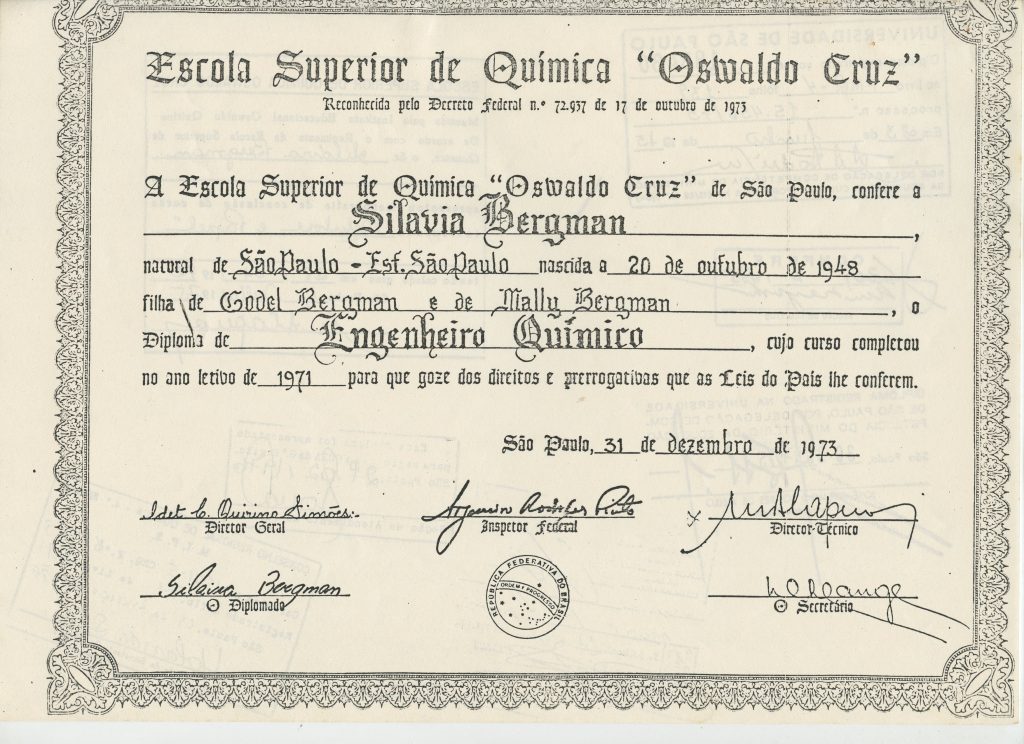 Escola Superior de Química "Oswaldo Cruz"
Reconhecida pelo Decreto Federal n.º 72.937 de 17 de outubro de 1973
A Escola Superior de Química "Oswaldo Cruz" de São Paulo, confere a
Silavia Bergman,
natural de São Paulo - Est. São Paulo nascida a 20 de outubro de 1948
filha de Godel Bergman e de Mally Bergman, o
Diploma de Engenheiro Químico, cujo curso completou
no ano letivo de 1971 para que goze dos direitos e prerrogativas que as Leis do País lhe conferem.
São Paulo, 31 de dezembro de 1973
Diretor Geral
Inspetor Federal
Diretor-Técnico
Silavia Bergman
O Diplomado
REPÚBLICA FEDERATIVA DO BRASIL
ORDEM E PROGRESSO
O Secretário